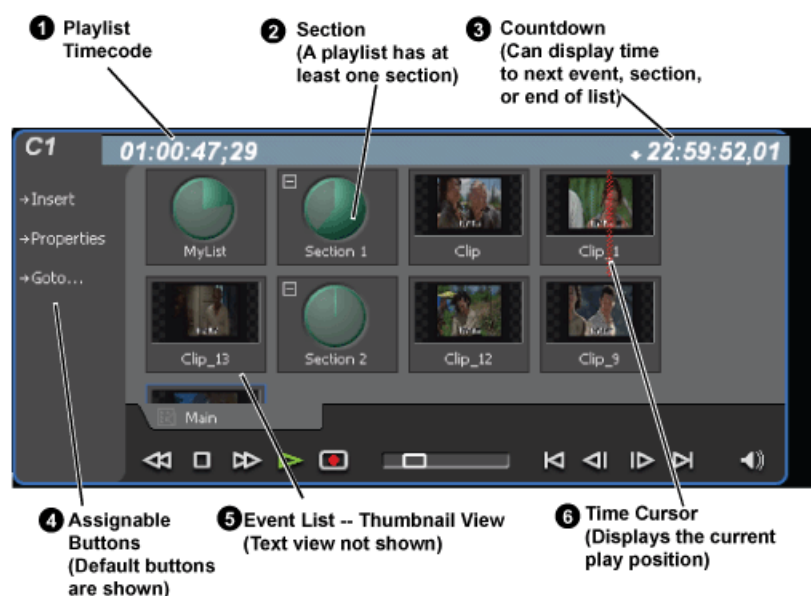 1 Playlist
Timecode
2 Section
(A playlist has at
least one section)
3 Countdown
(Can display time
to next event, section,
or end of list)
C1
01:00:47;29
22:59:52,01
→Insert
→Properties
→Goto...
MyList
Section 1
Clip
Clip_1
Clip_13
Section 2
Clip_12
Clip_9
Main
4 Assignable
Buttons
(Default buttons
are shown)
5 Event List -- Thumbnail View
(Text view not shown)
6 Time Cursor
(Displays the current
play position)